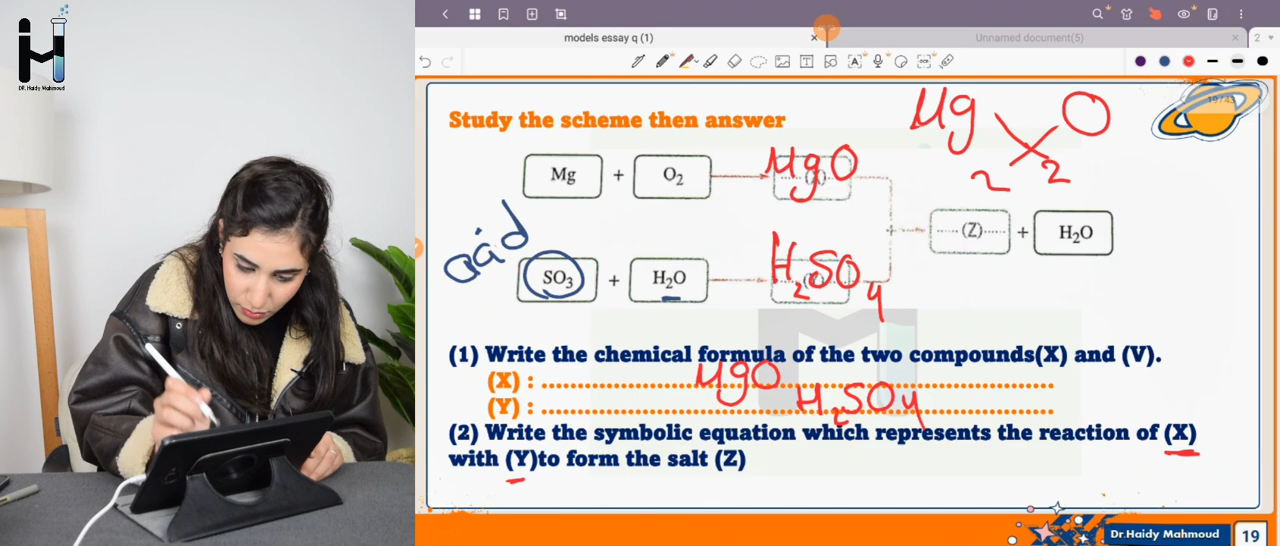 DR.Haidy Mahmoud
models essay q (1)
Unnamed document(5)
2
Study the scheme then answer
Mg O
2 2
Mg + O2 MgO
acid
SO3 + H2O H2SO4
......(Z)...... + H2O
(1) Write the chemical formula of the two compounds(X) and (V).
(X) : MgO
(Y) : H2SO4
(2) Write the symbolic equation which represents the reaction of (X)
with (Y)to form the salt (Z)
Dr.Haidy Mahmoud 19